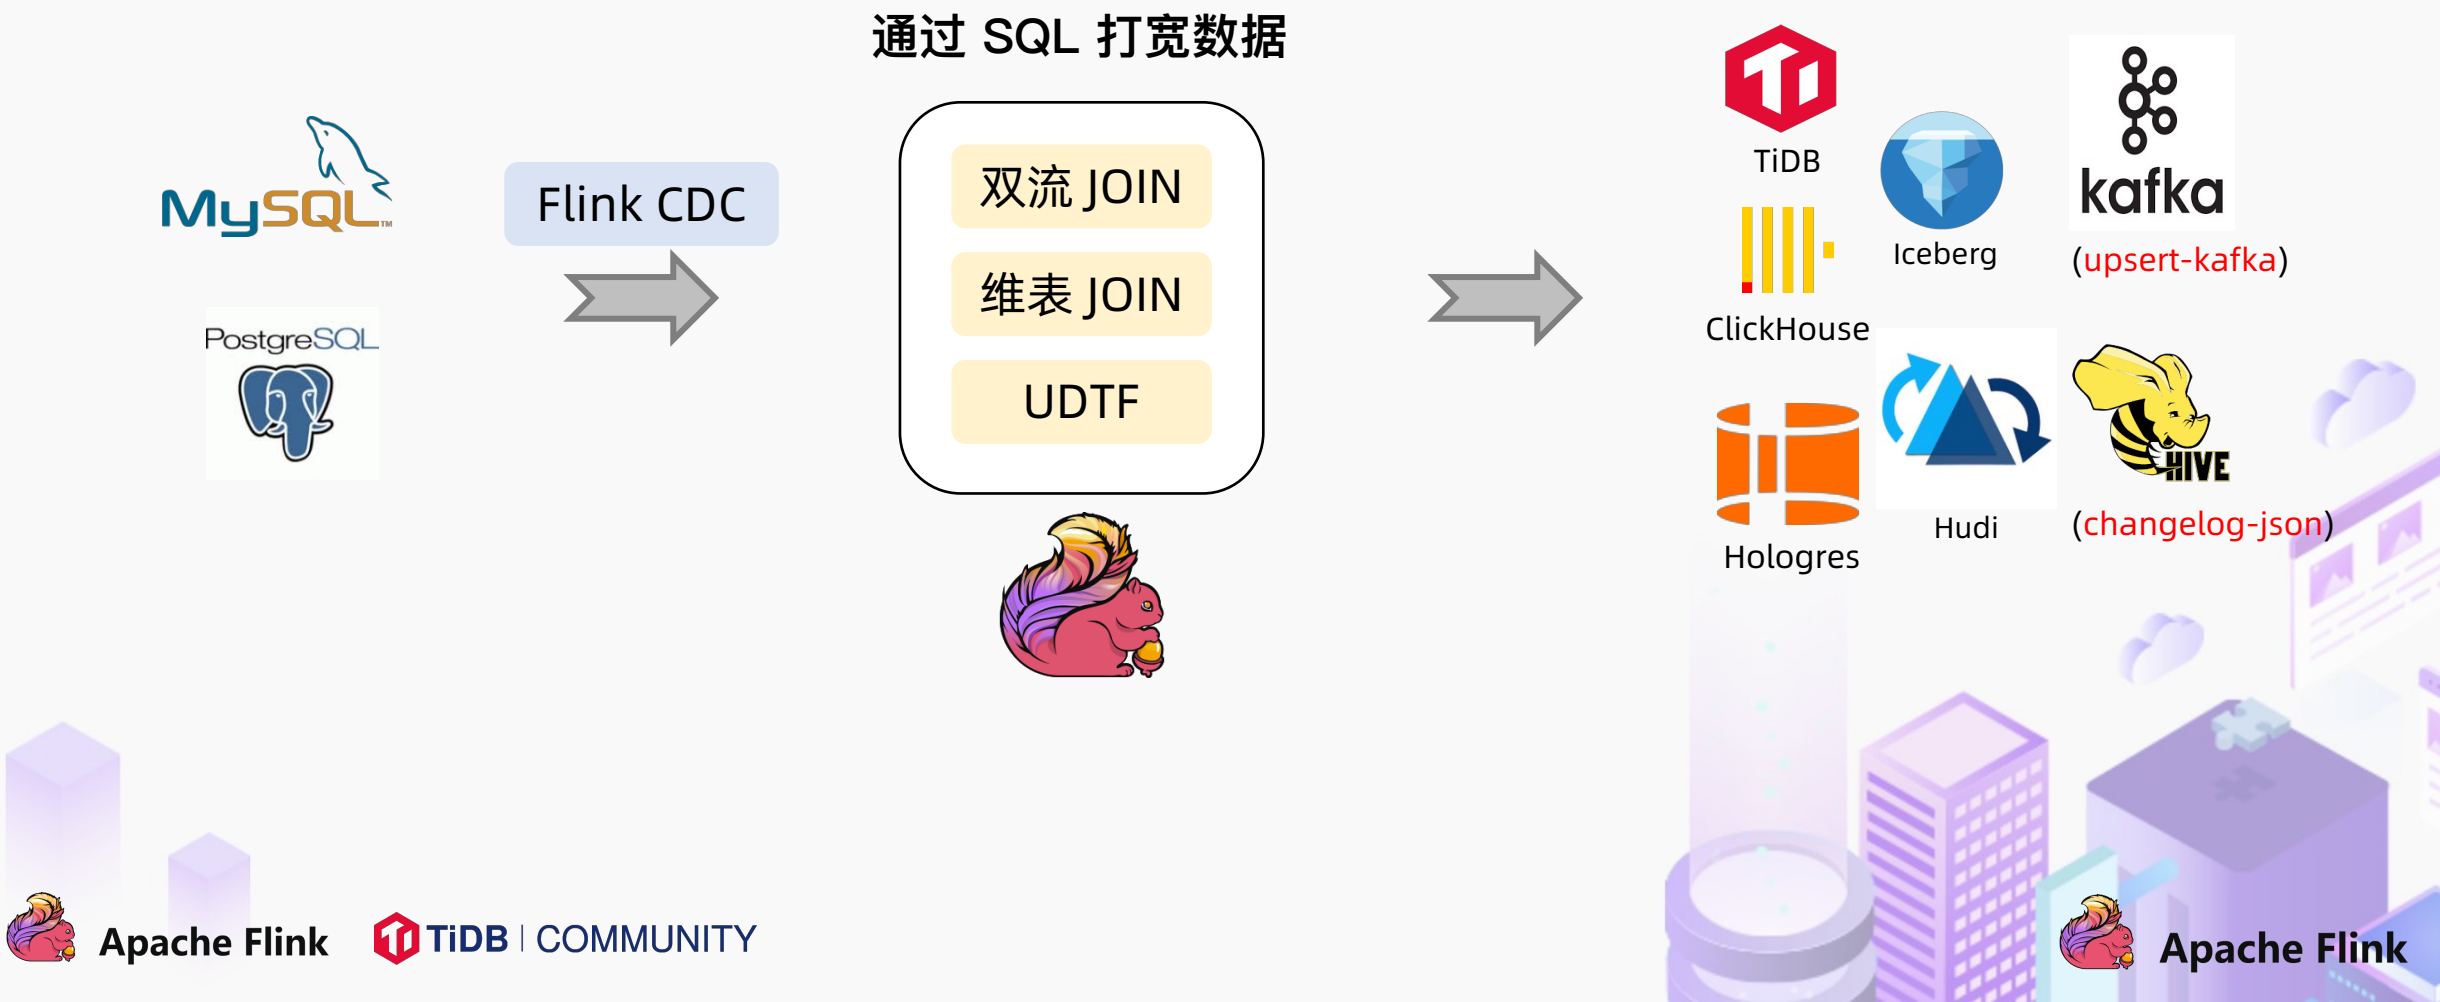 通过 SQL 打宽数据
MySQL™
PostgreSQL
Flink CDC
双流 JOIN
维表 JOIN
UDTF
TiDB
Iceberg
kafka
(upsert-kafka)
ClickHouse
Hologres
Hudi
HIVE
(changelog-json)
Apache Flink
TiDB | COMMUNITY
Apache Flink